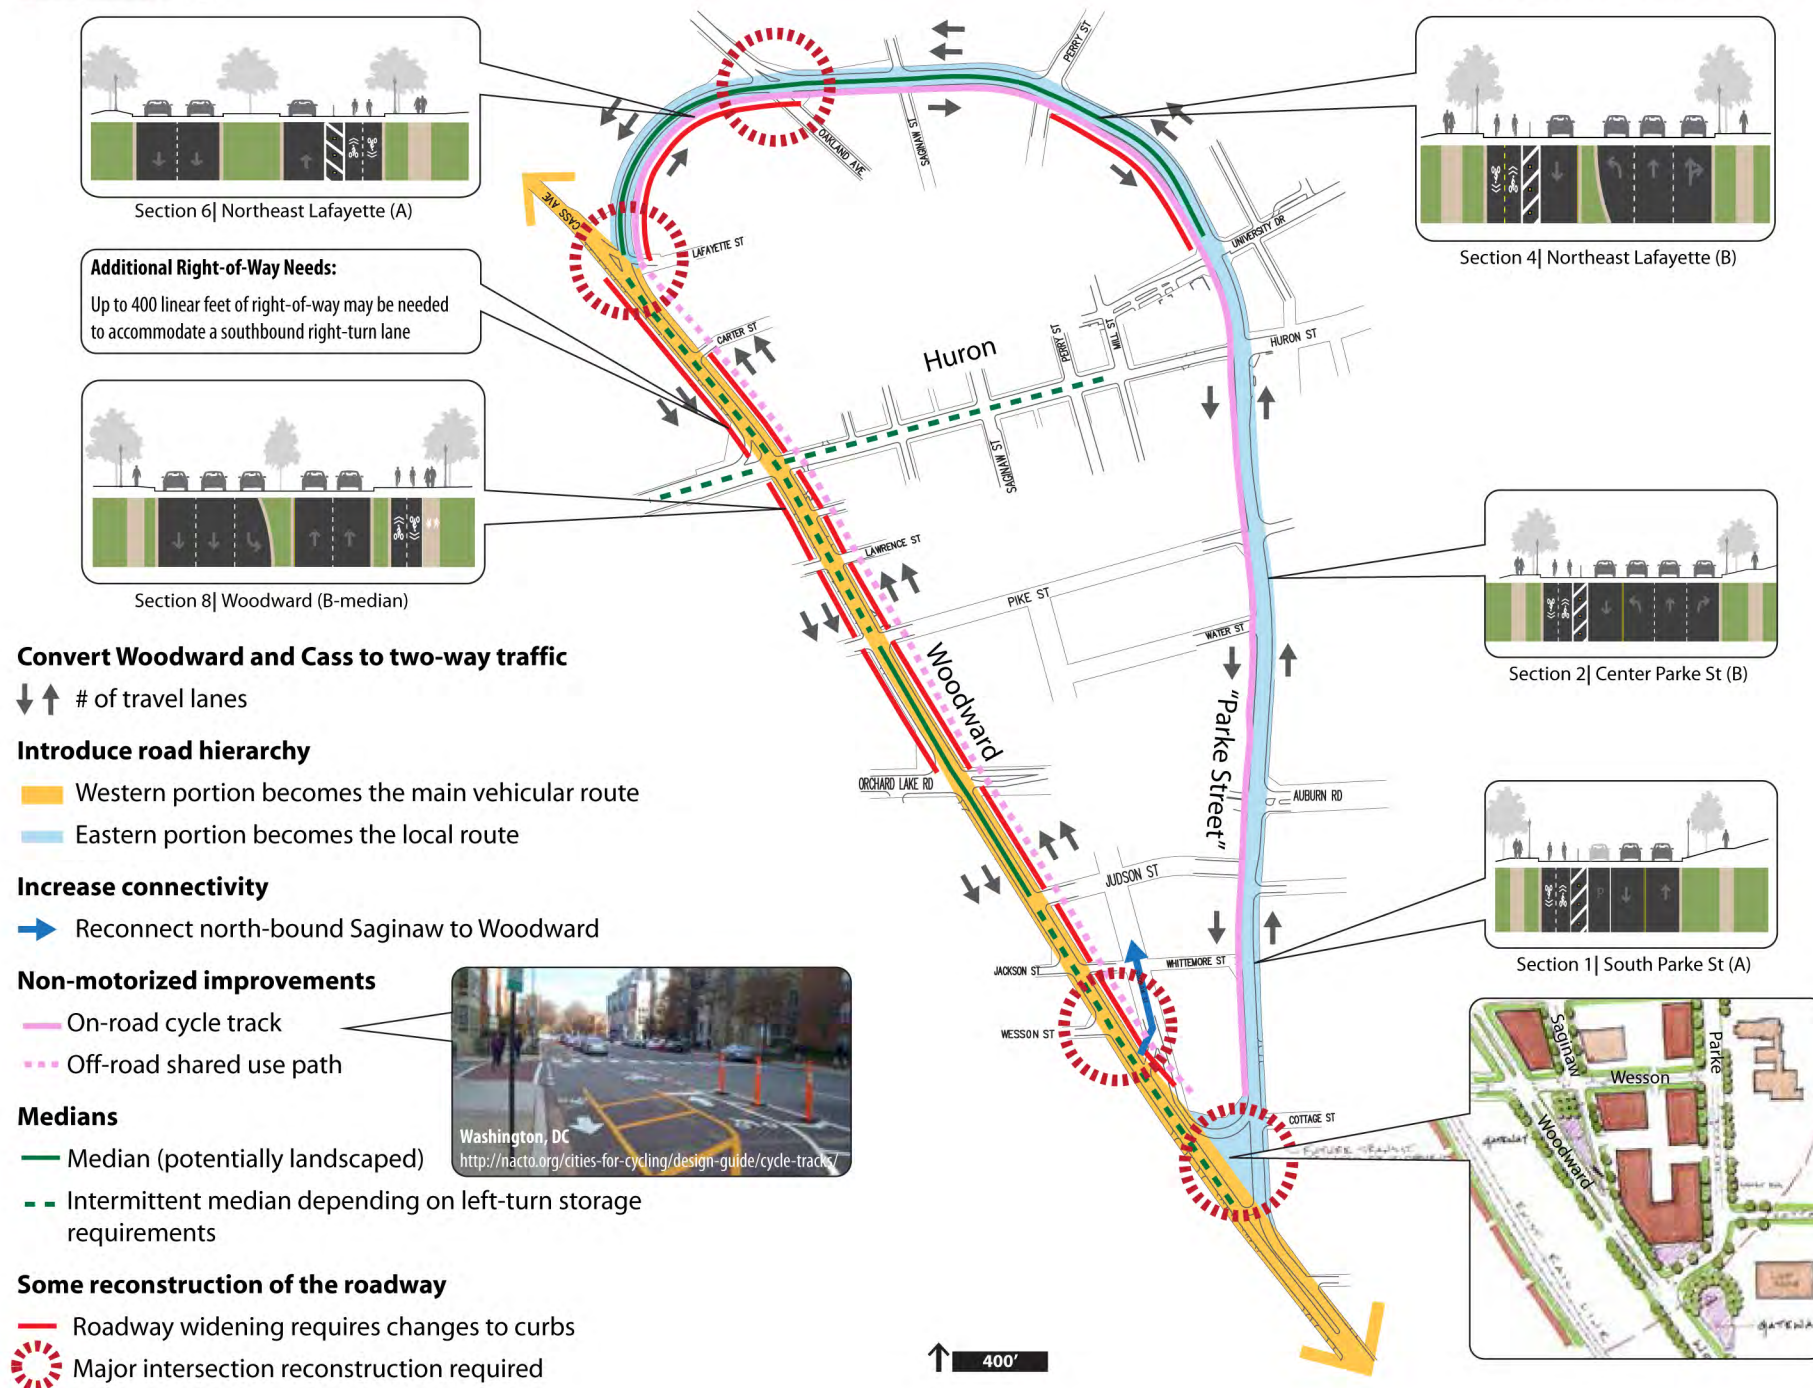 Section 6| Northeast Lafayette (A)
Additional Right-of-Way Needs:
Up to 400 linear feet of right-of-way may be needed
to accommodate a southbound right-turn lane
Section 8| Woodward (B-median)
Convert Woodward and Cass to two-way traffic
# of travel lanes
Introduce road hierarchy
Western portion becomes the main vehicular route
Eastern portion becomes the local route
Increase connectivity
Reconnect north-bound Saginaw to Woodward
Non-motorized improvements
On-road cycle track
Off-road shared use path
Medians
Median (potentially landscaped)
Intermittent median depending on left-turn storage
requirements
Some reconstruction of the roadway
Roadway widening requires changes to curbs
Major intersection reconstruction required
Washington, DC
http://nacto.org/cities-for-cycling/design-guide/cycle-tracks/
PERRY ST
SAGINAW ST
OAKLAND AVE
CASS AVE
LAFAYETTE ST
UNIVERSITY DR
CARTER ST
Huron
PERRY ST
MILL ST
HURON ST
SAGINAW ST
LAWRENCE ST
PIKE ST
WATER ST
Woodward
"Parke Street"
ORCHARD LAKE RD
AUBURN RD
JUDSON ST
JACKSON ST
WHITTEMORE ST
WESSON ST
COTTAGE ST
400'
Section 4| Northeast Lafayette (B)
Section 2| Center Parke St (B)
P
Section 1| South Parke St (A)
Saginaw
Parke
Wesson
Woodward
GATEWAY
FUTURE TRANSIT
EXIST RAIL LINE
GATEWA